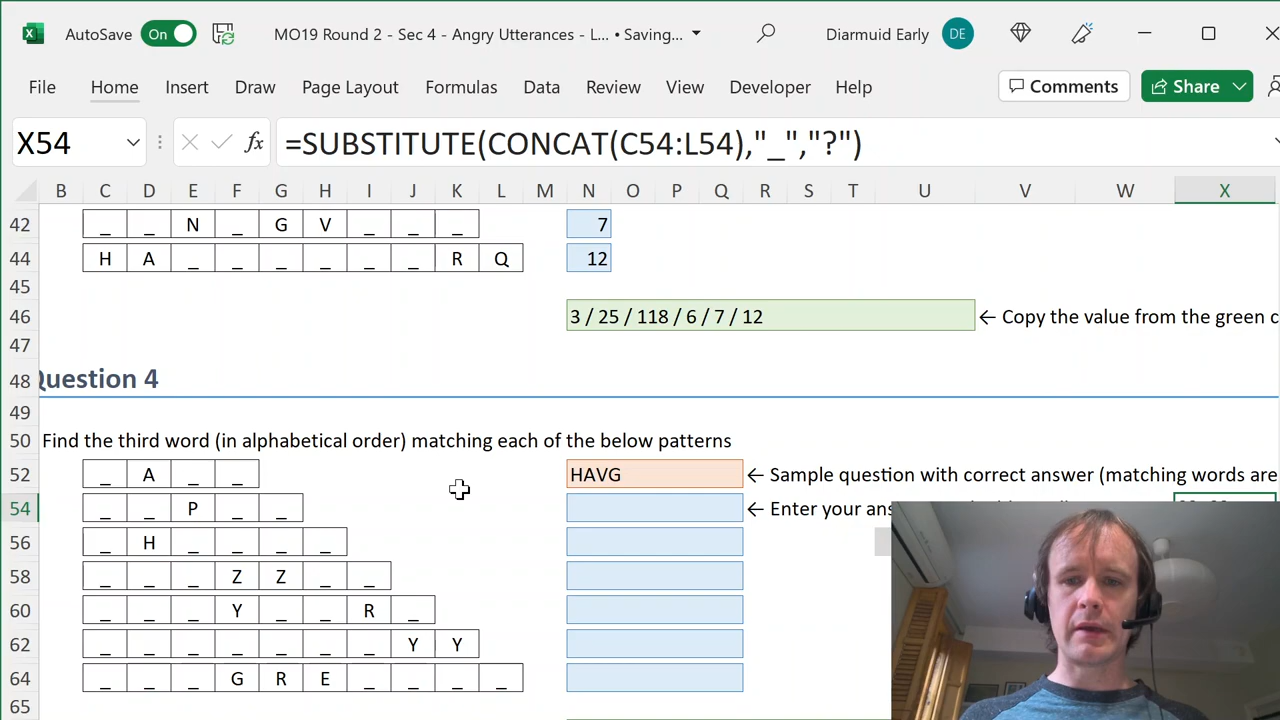 AutoSave On MO19 Round 2 - Sec 4 - Angry Utterances - L... • Saving... Diarmuid Early DE
File Home Insert Draw Page Layout Formulas Data Review View Developer Help Comments Share
X54 fx =SUBSTITUTE(CONCAT(C54:L54),"_","?")
B C D E F G H I J K L M N O P Q R S T U V W X
42 _ _ N _ G V _ _ _ 7
44 H A _ _ _ _ _ _ R Q 12
45
46 3 / 25 / 118 / 6 / 7 / 12 ← Copy the value from the green c
47
48 Question 4
49
50 Find the third word (in alphabetical order) matching each of the below patterns
52 _ A _ _ HAVG ← Sample question with correct answer (matching words are
54 _ _ P _ _ ← Enter your
56 _ H _ _ _ _
58 _ _ _ Z Z _ _
60 _ _ _ Y _ _ R _
62 _ _ _ _ _ _ _ Y Y
64 _ _ _ G R E _ _ _ _
65